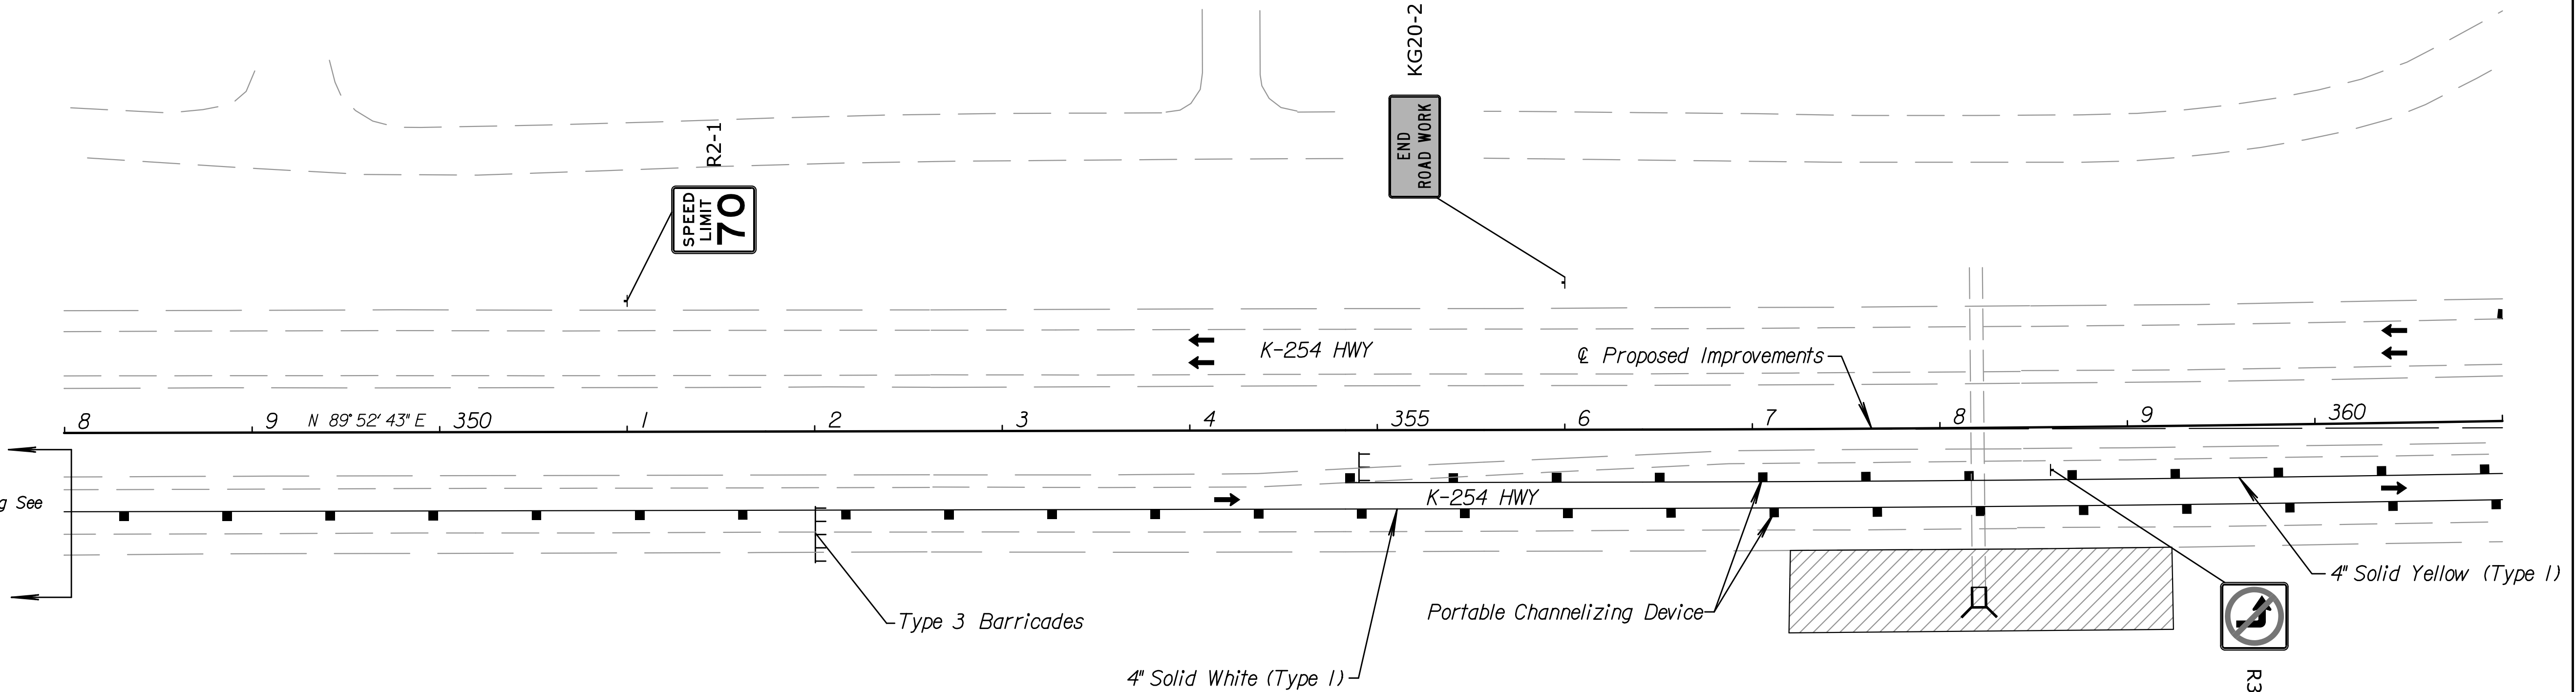 KG20-2
END
ROAD WORK
R2-1
SPEED
LIMIT
70
K-254 HWY
℄ Proposed Improvements
8 9 N 89° 52' 43" E 350 1 2 3 4 355 6 7 8 9 360
g See
K-254 HWY
4" Solid Yellow (Type I)
Portable Channelizing Device
Type 3 Barricades
4" Solid White (Type I)
R3